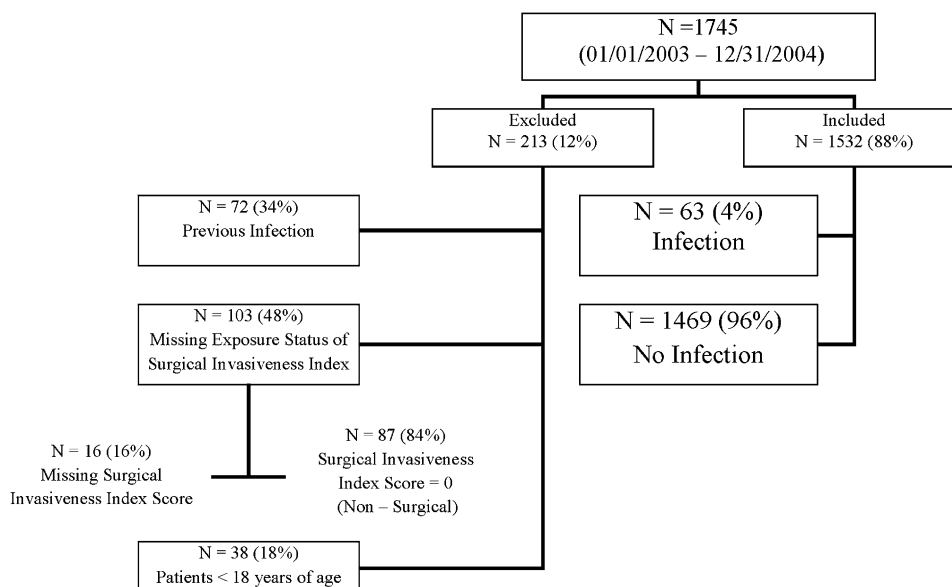 N =1745
(01/01/2003 – 12/31/2004)
Excluded
N = 213 (12%)
Included
N = 1532 (88%)
N = 72 (34%)
Previous Infection
N = 63 (4%)
Infection
N = 103 (48%)
Missing Exposure Status of
Surgical Invasiveness Index
N = 1469 (96%)
No Infection
N = 16 (16%)
Missing Surgical
Invasiveness Index Score
N = 87 (84%)
Surgical Invasiveness
Index Score = 0
(Non – Surgical)
N = 38 (18%)
Patients < 18 years of age